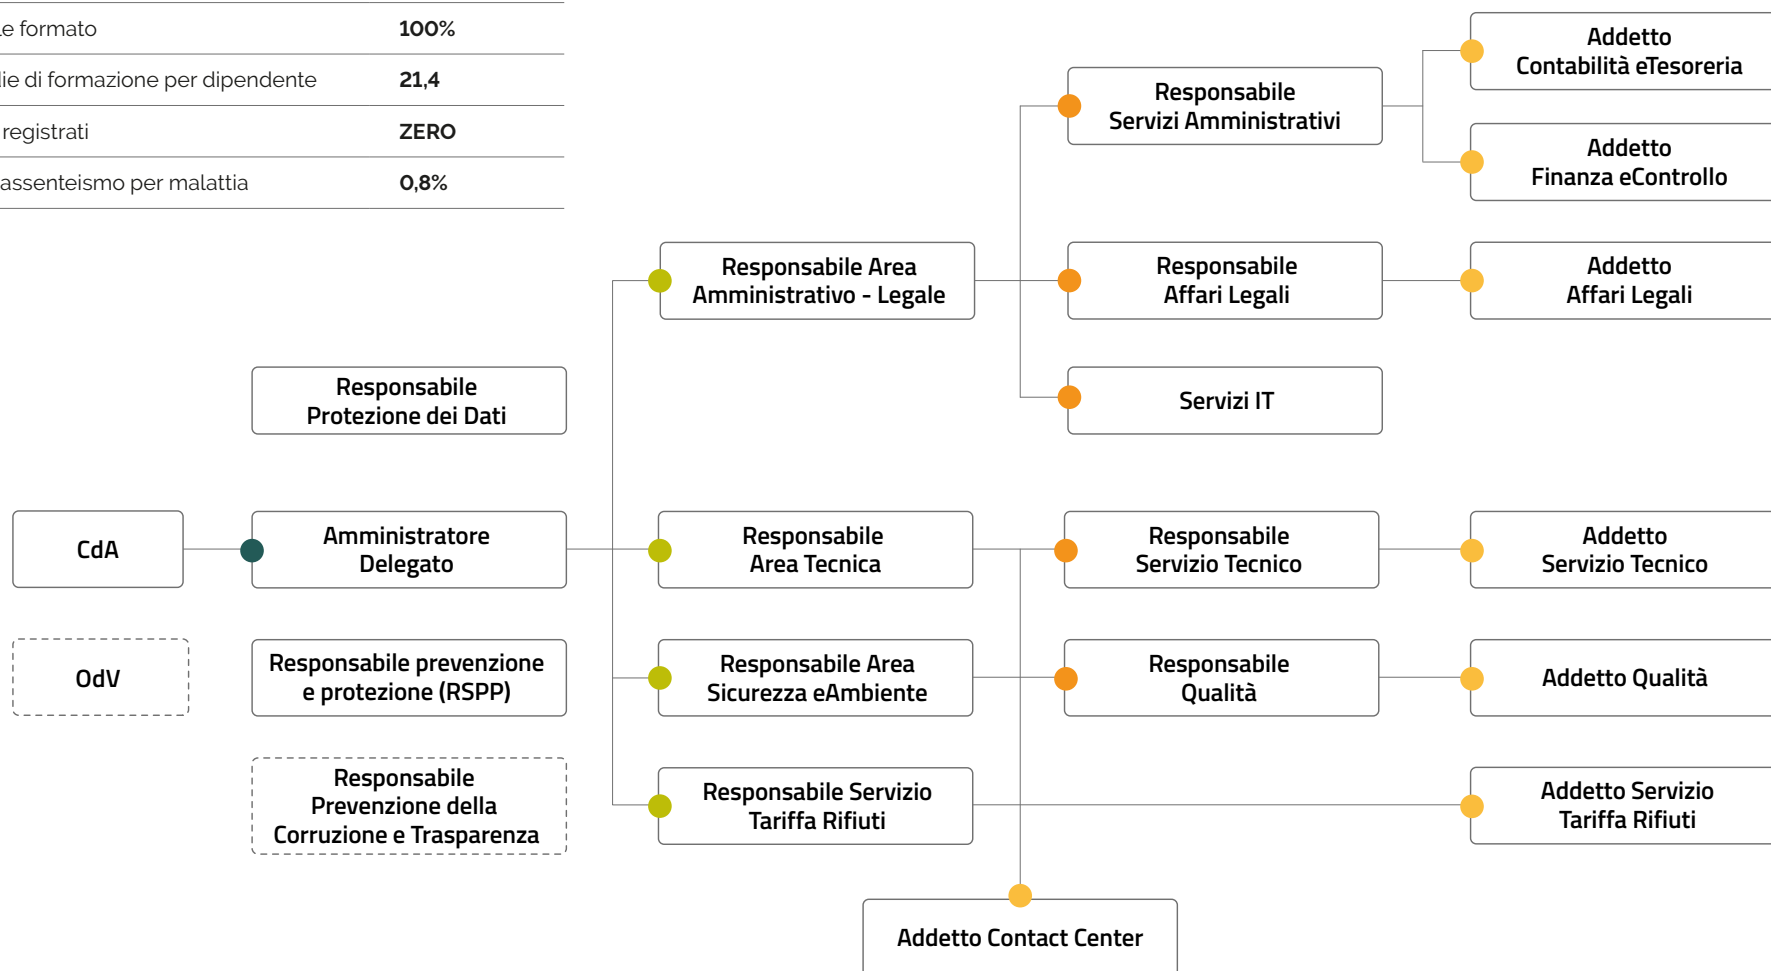 formato 100%
di formazione per dipendente 21,4
registrati ZERO
assenteismo per malattia 0,8%
Addetto
Contabilità eTesoreria
Responsabile
Servizi Amministrativi
Addetto
Finanza eControllo
Responsabile Area
Amministrativo - Legale
Responsabile
Affari Legali
Addetto
Affari Legali
Responsabile
Protezione dei Dati
Servizi IT
CdA
Amministratore
Delegato
Responsabile
Area Tecnica
Responsabile
Servizio Tecnico
Addetto
Servizio Tecnico
OdV
Responsabile prevenzione
e protezione (RSPP)
Responsabile Area
Sicurezza eAmbiente
Responsabile
Qualità
Addetto Qualità
Responsabile
Prevenzione della
Corruzione e Trasparenza
Responsabile Servizio
Tariffa Rifiuti
Addetto Servizio
Tariffa Rifiuti
Addetto Contact Center